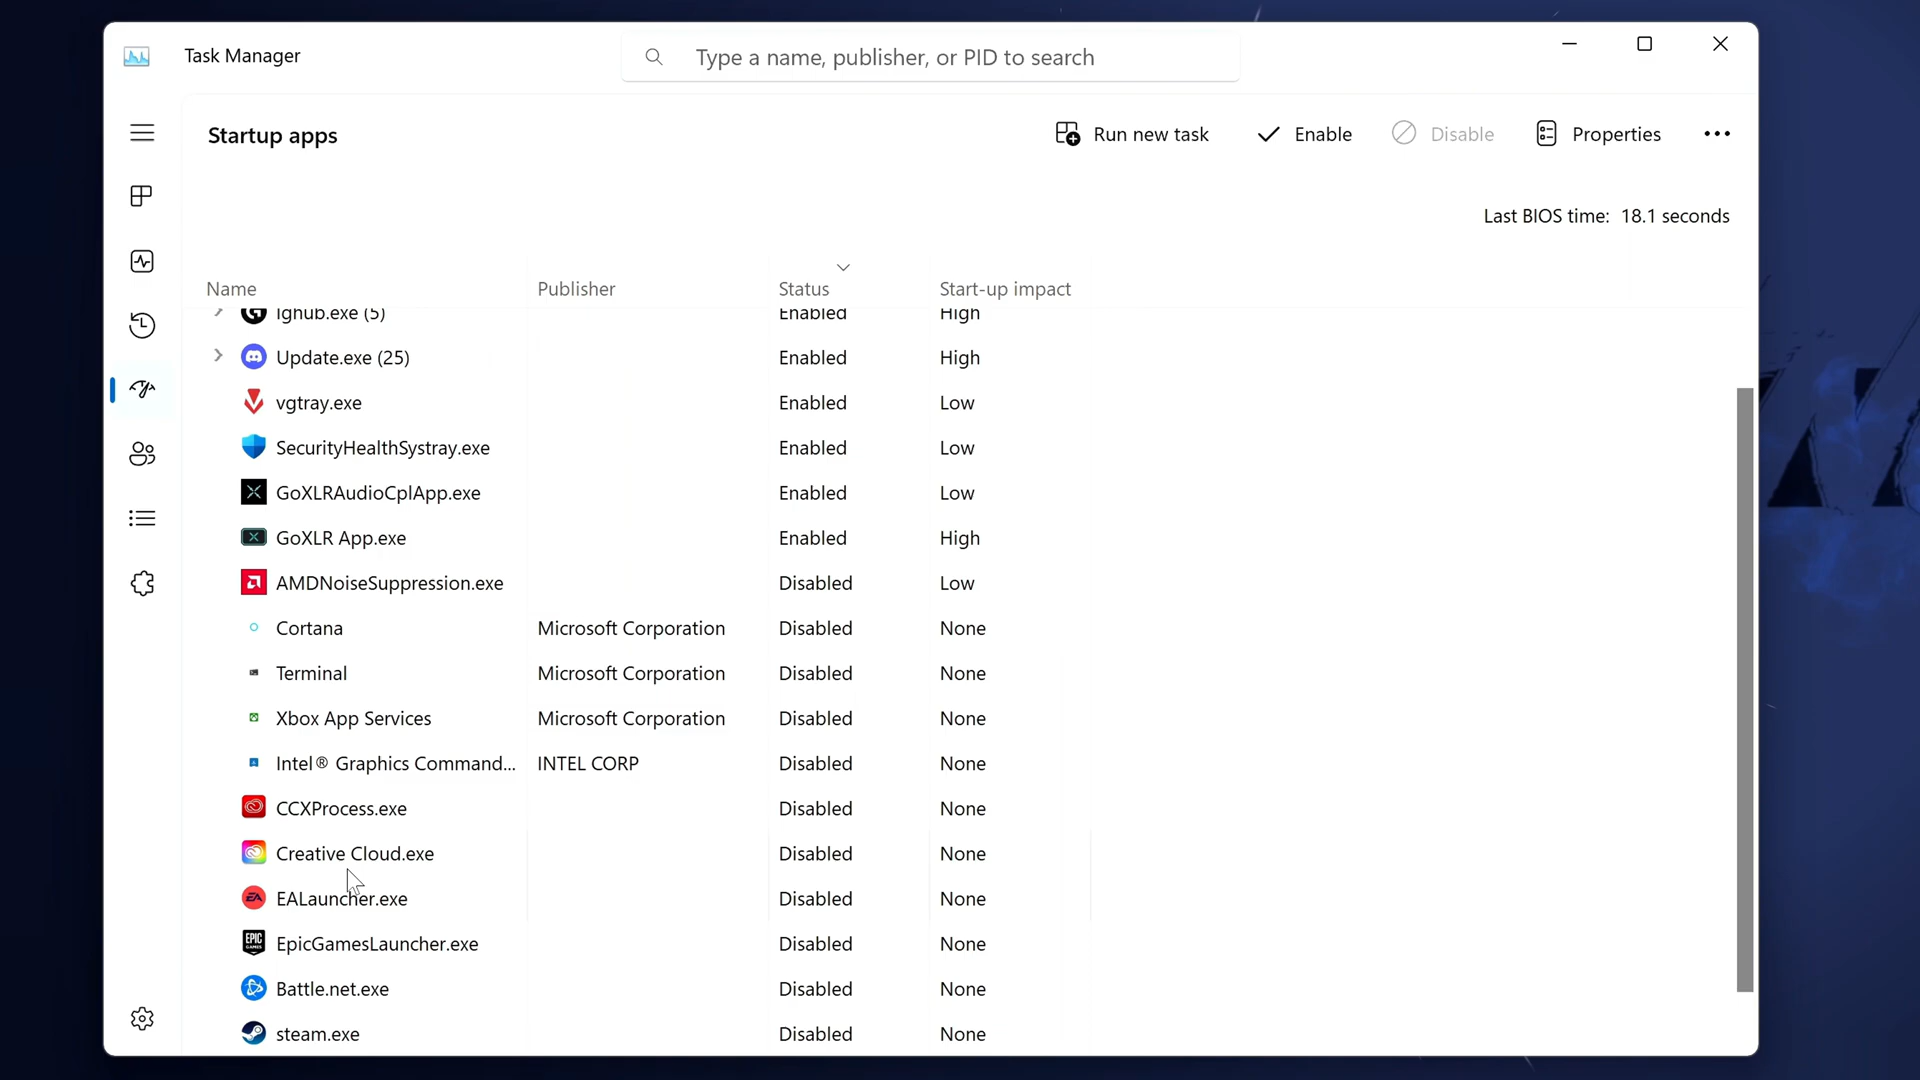 Task Manager
Type a name, publisher, or PID to search
Startup apps
Run new task
Enable
Disable
Properties
Last BIOS time: 18.1 seconds
Name Publisher Status Start-up impact
lghub.exe (5) Enabled High
Update.exe (25) Enabled High
vgtray.exe Enabled Low
SecurityHealthSystray.exe Enabled Low
GoXLRAudioCplApp.exe Enabled Low
GoXLR App.exe Enabled High
AMDNoiseSuppression.exe Disabled Low
Cortana Microsoft Corporation Disabled None
Terminal Microsoft Corporation Disabled None
Xbox App Services Microsoft Corporation Disabled None
Intel® Graphics Command... INTEL CORP Disabled None
CCXProcess.exe Disabled None
Creative Cloud.exe Disabled None
EALauncher.exe Disabled None
EpicGamesLauncher.exe Disabled None
Battle.net.exe Disabled None
steam.exe Disabled None